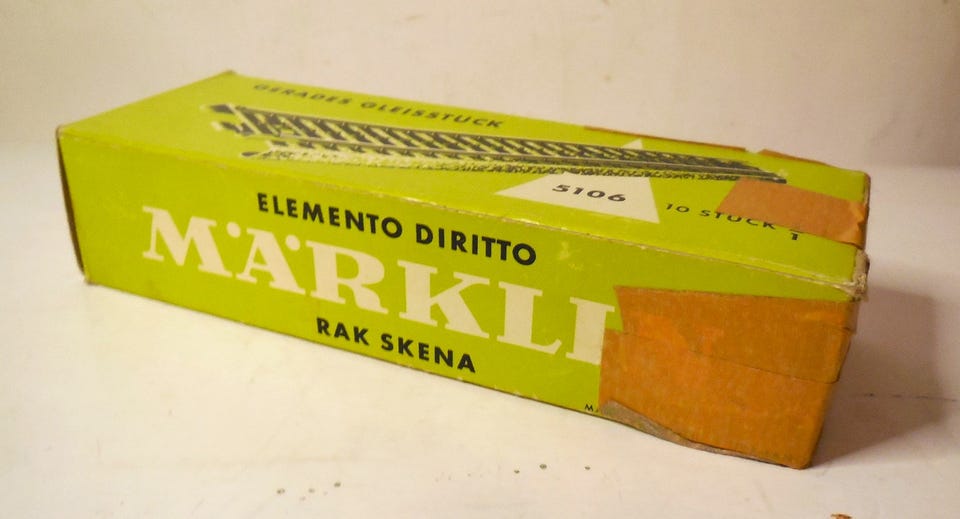 GERADES GLEISSTÜCK
5106
10 STÜCK
ELEMENTO DIRITTO
MÄRKLI
RAK SKENA